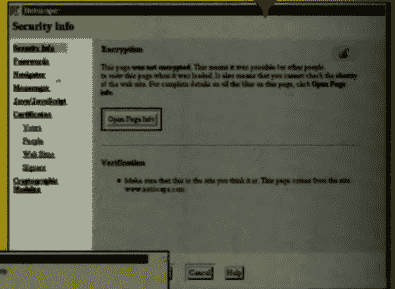 Netscape
Security Info
Security Info
Encryption
Passwords
This page was not encrypted. This means it was possible for other people
Navigator
to view this page when it was loaded. It also means that you cannot check the identity
Messenger
of the web site. For complete details on all the files on this page, click Open Page
Info.
Java/JavaScript
Certificates
Open Page Info
Yours
People
Web Sites
Signers
Verification
Cryptographic
Modules
Make sure that this is the site you think it is. This page comes from the site
www.netscape.com
Cancel
Help